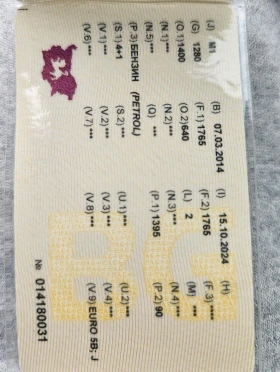 (J) M1 (B) 07.03.2014 (I) 15.10.2024 (H)
(G) 1280 (F.1) 1765 (F.2) 1765 (F.3) ****
(O.1) 1400 (O.2) 640 (L) 2 (M) ***
(N.1) *** (N.2) *** (N.3) *** (N.4) ***
(N.5) *** (Q) *** (P.1) 1395 (P.2) 90
(P.3) БЕНЗИН (PETROL)
(S.1) 4+1 (S.2) *** (U.1) *** (U.2) ***
(V.1) *** (V.2) *** (V.3) *** (V.4) ***
(V.6) *** (V.7) *** (V.8) *** (V.9) EURO 5B; J
№ 014180031
BG